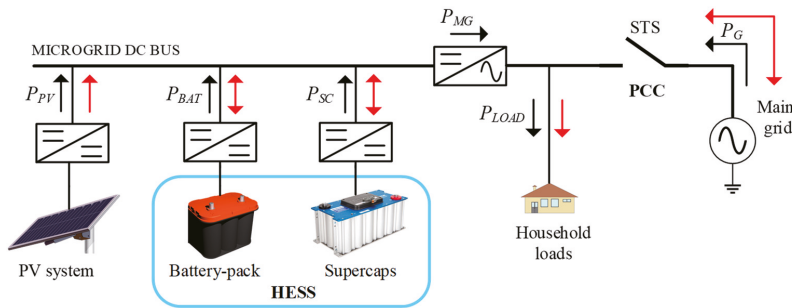 P_MG
STS
P_G
MICROGRID DC BUS
PCC
P_PV
P_BAT
P_SC
P_LOAD
Main
grid
PV system
Battery-pack
Supercaps
Household
loads
HESS